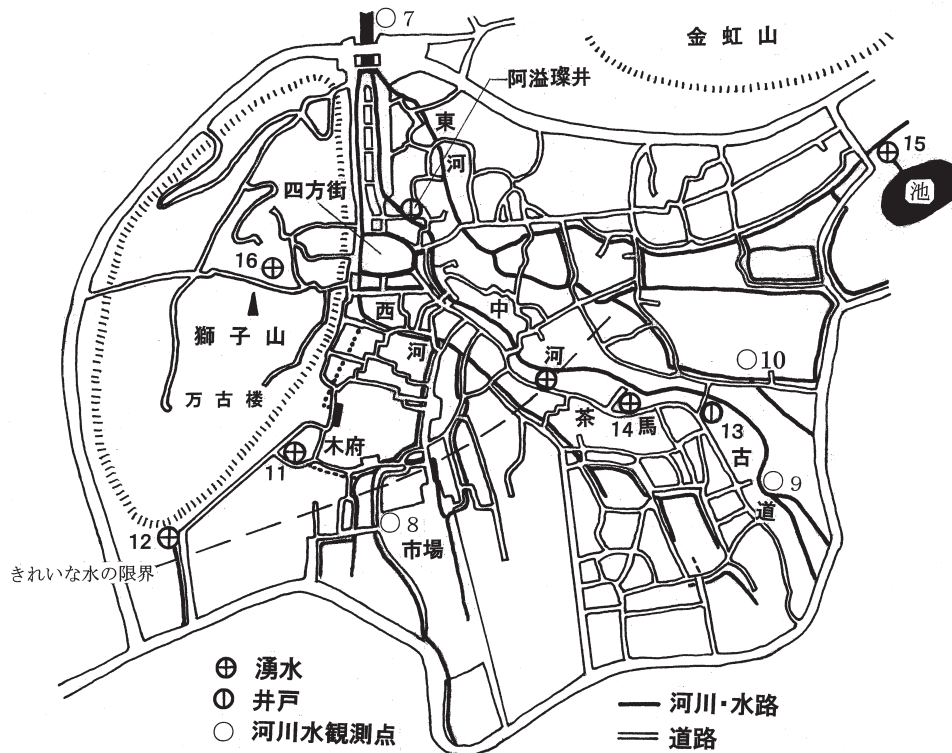 7
金虹山
阿溢璨井
東
河
15
池
四方街
16
獅子山
西
河
中
河
10
万古楼
木府
11
茶
馬
古
道
14
13
9
12
8
市場
きれいな水の限界
湧水
井戸
河川水観測点
河川・水路
道路